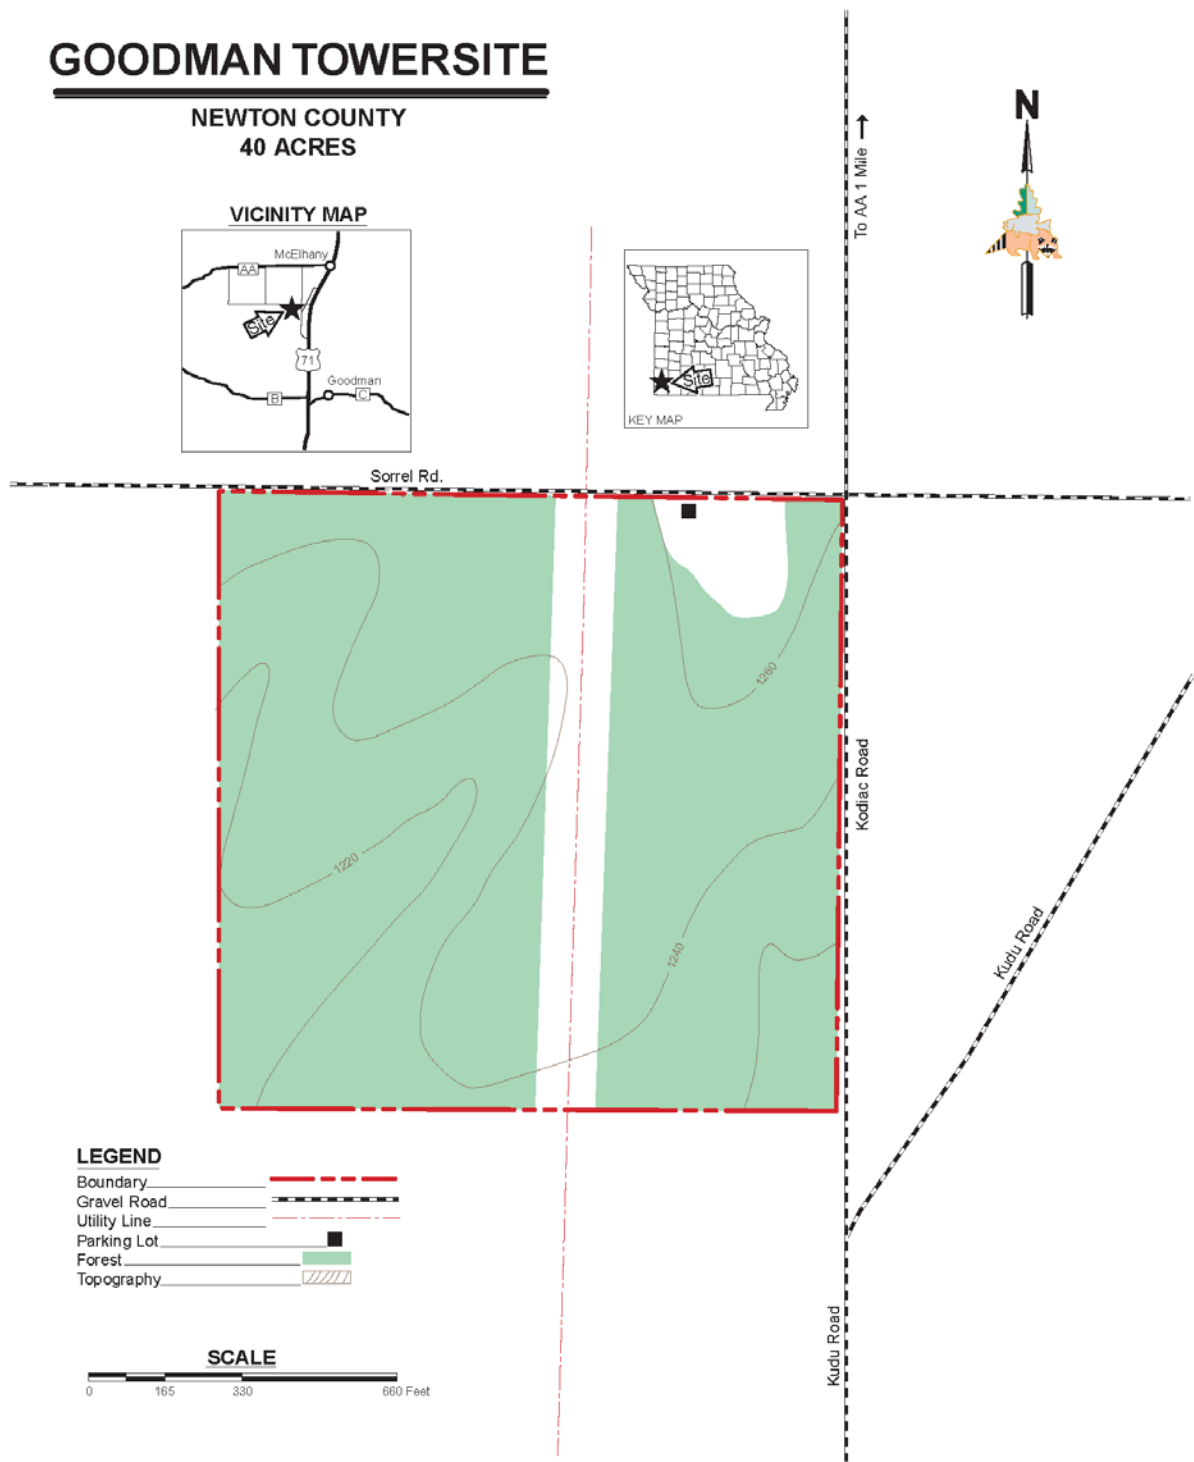 GOODMAN TOWERSITE
NEWTON COUNTY
40 ACRES
N
To AA 1 Mile →
VICINITY MAP
McElhany
AA
Site
71
Goodman
B
C
Site
KEY MAP
Sorrel Rd.
1260
Kodiac Road
1220
1240
Kudu Road
LEGEND
Boundary
Gravel Road
Utility Line
Parking Lot
Forest
Topography
Kudu Road
SCALE
0 165 330 660 Feet